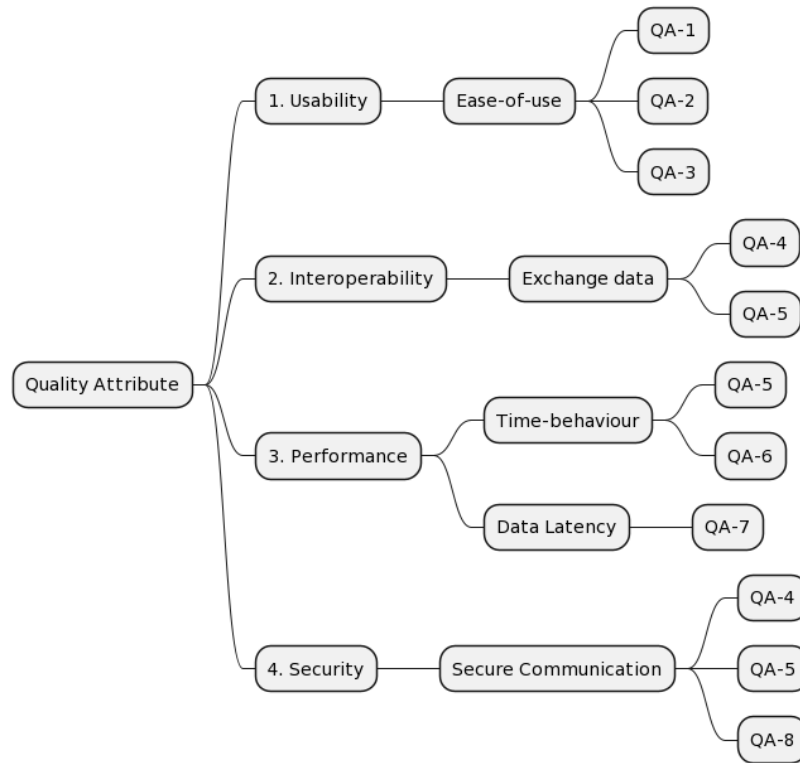 Quality Attribute
1. Usability
Ease-of-use
QA-1
QA-2
QA-3
2. Interoperability
Exchange data
QA-4
QA-5
3. Performance
Time-behaviour
QA-5
QA-6
Data Latency
QA-7
4. Security
Secure Communication
QA-4
QA-5
QA-8